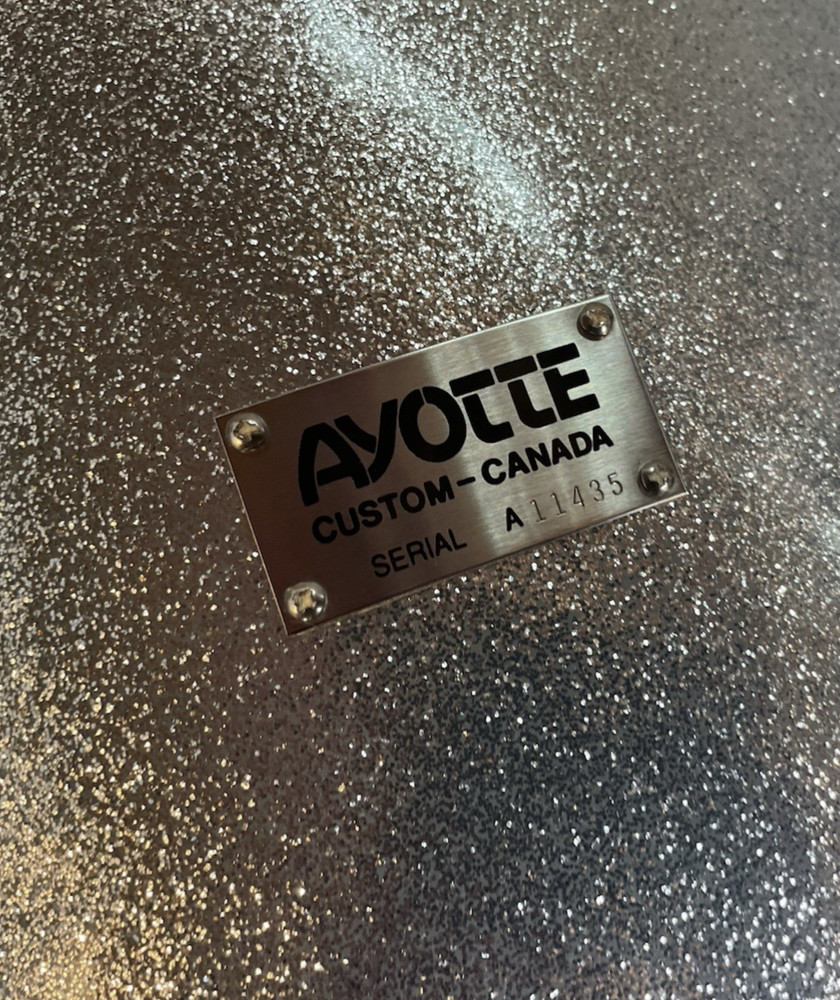 AYOTTE
CUSTOM-CANADA
SERIAL A11435